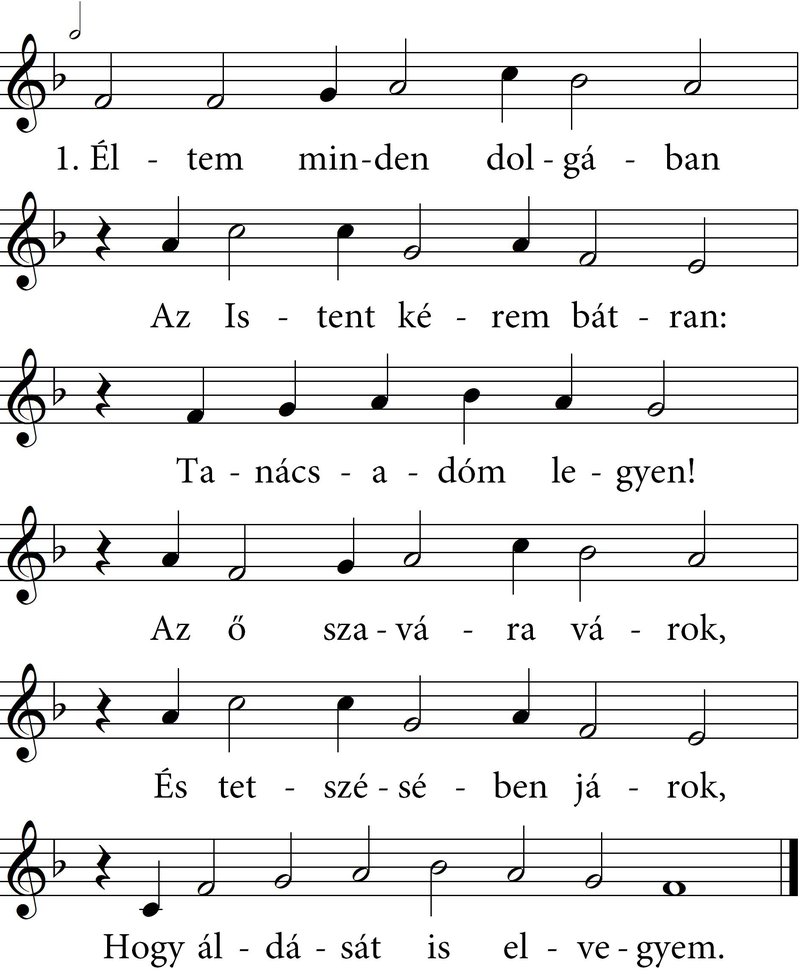 1. Él - tem min-den dol - gá - ban
Az Is - tent ké - rem bát - ran:
Ta - nács - a - dóm le - gyen!
Az ő sza - vá - ra vá - rok,
És tet - szé - sé - ben já - rok,
Hogy ál - dá - sát is el - ve - gyem.